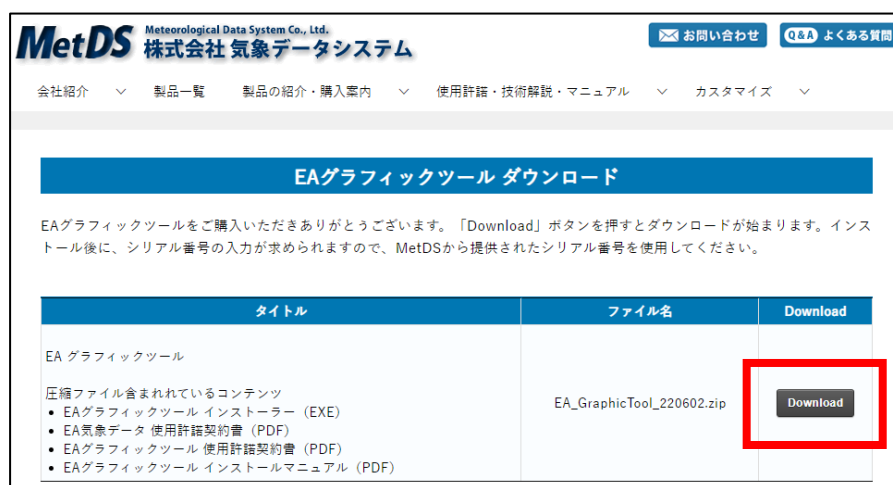 MetDS Meteorological Data System Co., Ltd.
株式会社 気象データシステム
お問い合わせ
Q&A よくある質問
会社紹介 製品一覧 製品の紹介・購入案内 使用許諾・技術解説・マニュアル カスタマイズ
EAグラフィックツール ダウンロード
EAグラフィックツールをご購入いただきありがとうございます。「Download」ボタンを押すとダウンロードが始まります。インス
トール後に、シリアル番号の入力が求められますので、MetDSから提供されたシリアル番号を使用してください。
タイトル ファイル名 Download
EA グラフィックツール
圧縮ファイル含まれれているコンテンツ
• EAグラフィックツール インストーラー（EXE）
• EA気象データ 使用許諾契約書（PDF）
• EAグラフィックツール 使用許諾契約書（PDF）
• EAグラフィックツール インストールマニュアル（PDF）
EA_GraphicTool_220602.zip
Download